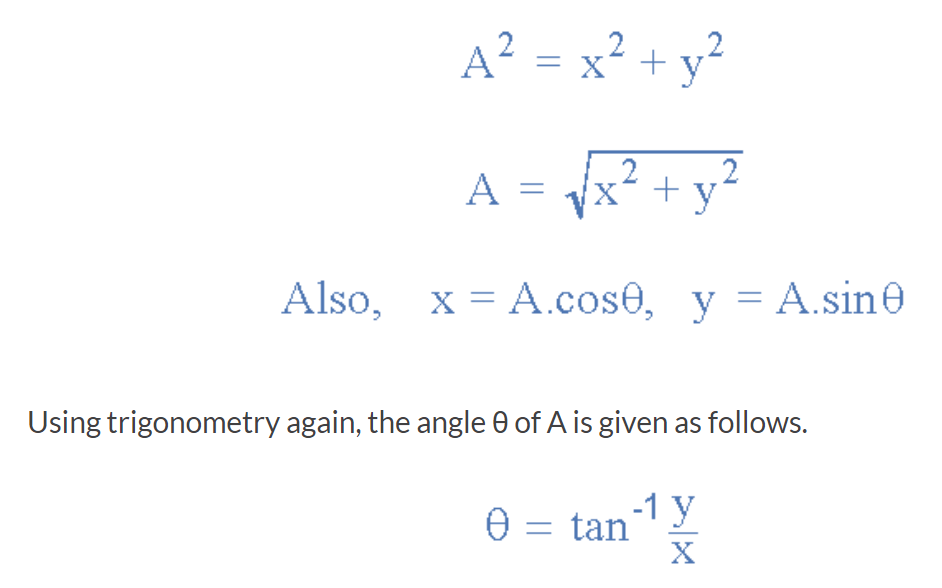 A² = x² + y²
A = √x² + y²
Also, x = A.cosθ, y = A.sinθ
Using trigonometry again, the angle θ of A is given as follows.
θ = tan⁻¹ y/x